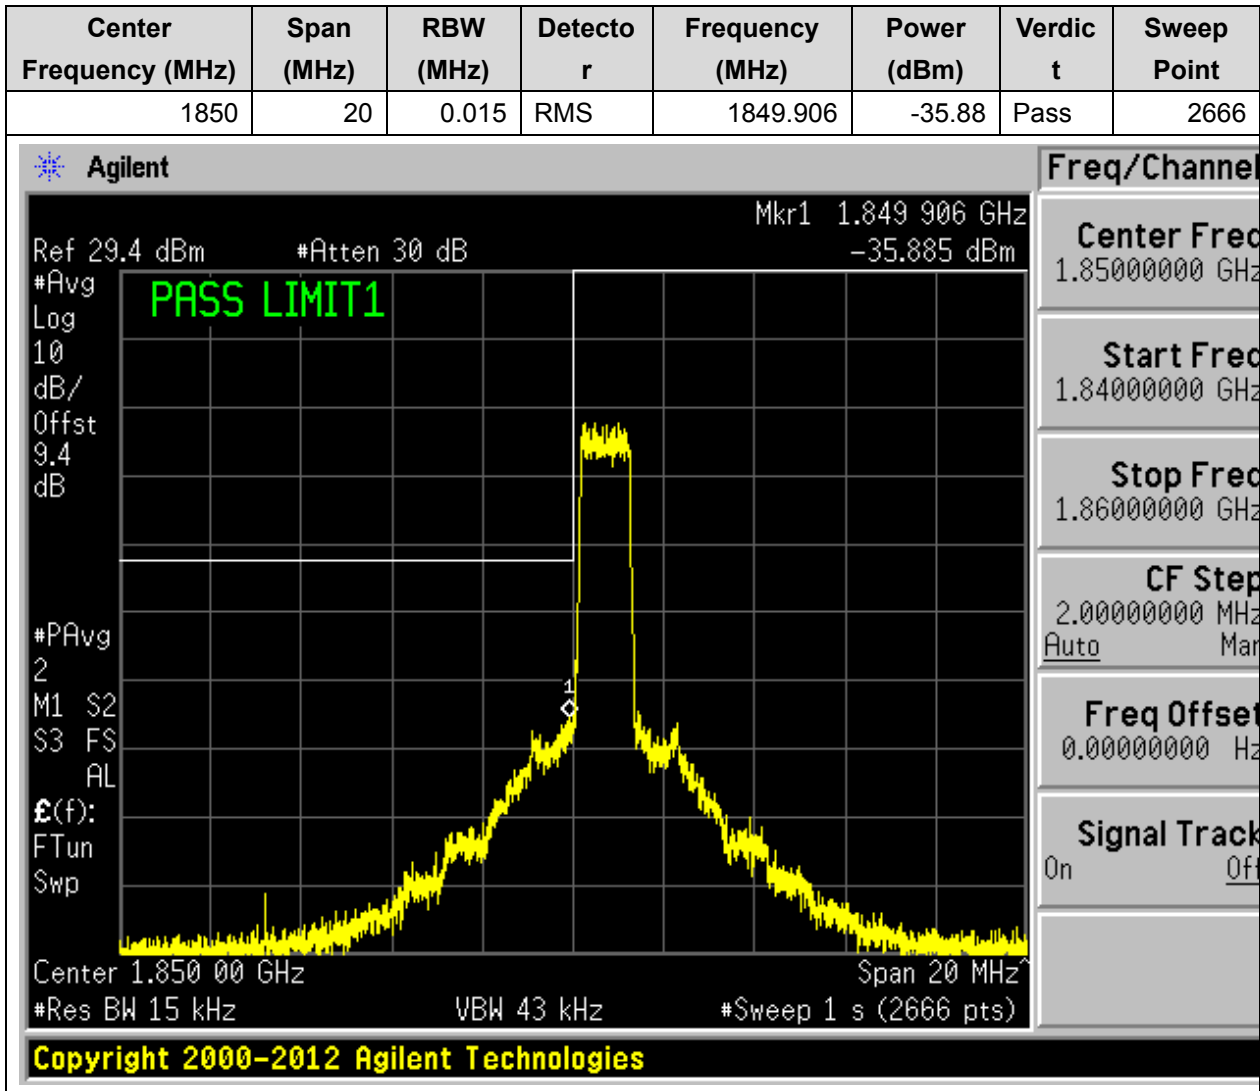 Center Span RBW Detecto Frequency Power Verdic Sweep
Frequency (MHz) (MHz) (MHz) r (MHz) (dBm) t Point
1850 20 0.015 RMS 1849.906 -35.88 Pass 2666
Agilent Freq/Channel
Mkr1 1.849 906 GHz
Ref 29.4 dBm #Atten 30 dB -35.885 dBm
#Avg
Log
10
dB/
Offst
9.4
dB
PASS LIMIT1
#PAvg
2
M1 S2
S3 FS
AL
£(f):
FTun
Swp
1
Center 1.850 00 GHz Span 20 MHz^
#Res BW 15 kHz VBW 43 kHz #Sweep 1 s (2666 pts)
Center Freq
1.85000000 GHz
Start Freq
1.84000000 GHz
Stop Freq
1.86000000 GHz
CF Step
2.00000000 MHz
Auto Man
Freq Offset
0.00000000 Hz
Signal Track
On Off
Copyright 2000-2012 Agilent Technologies